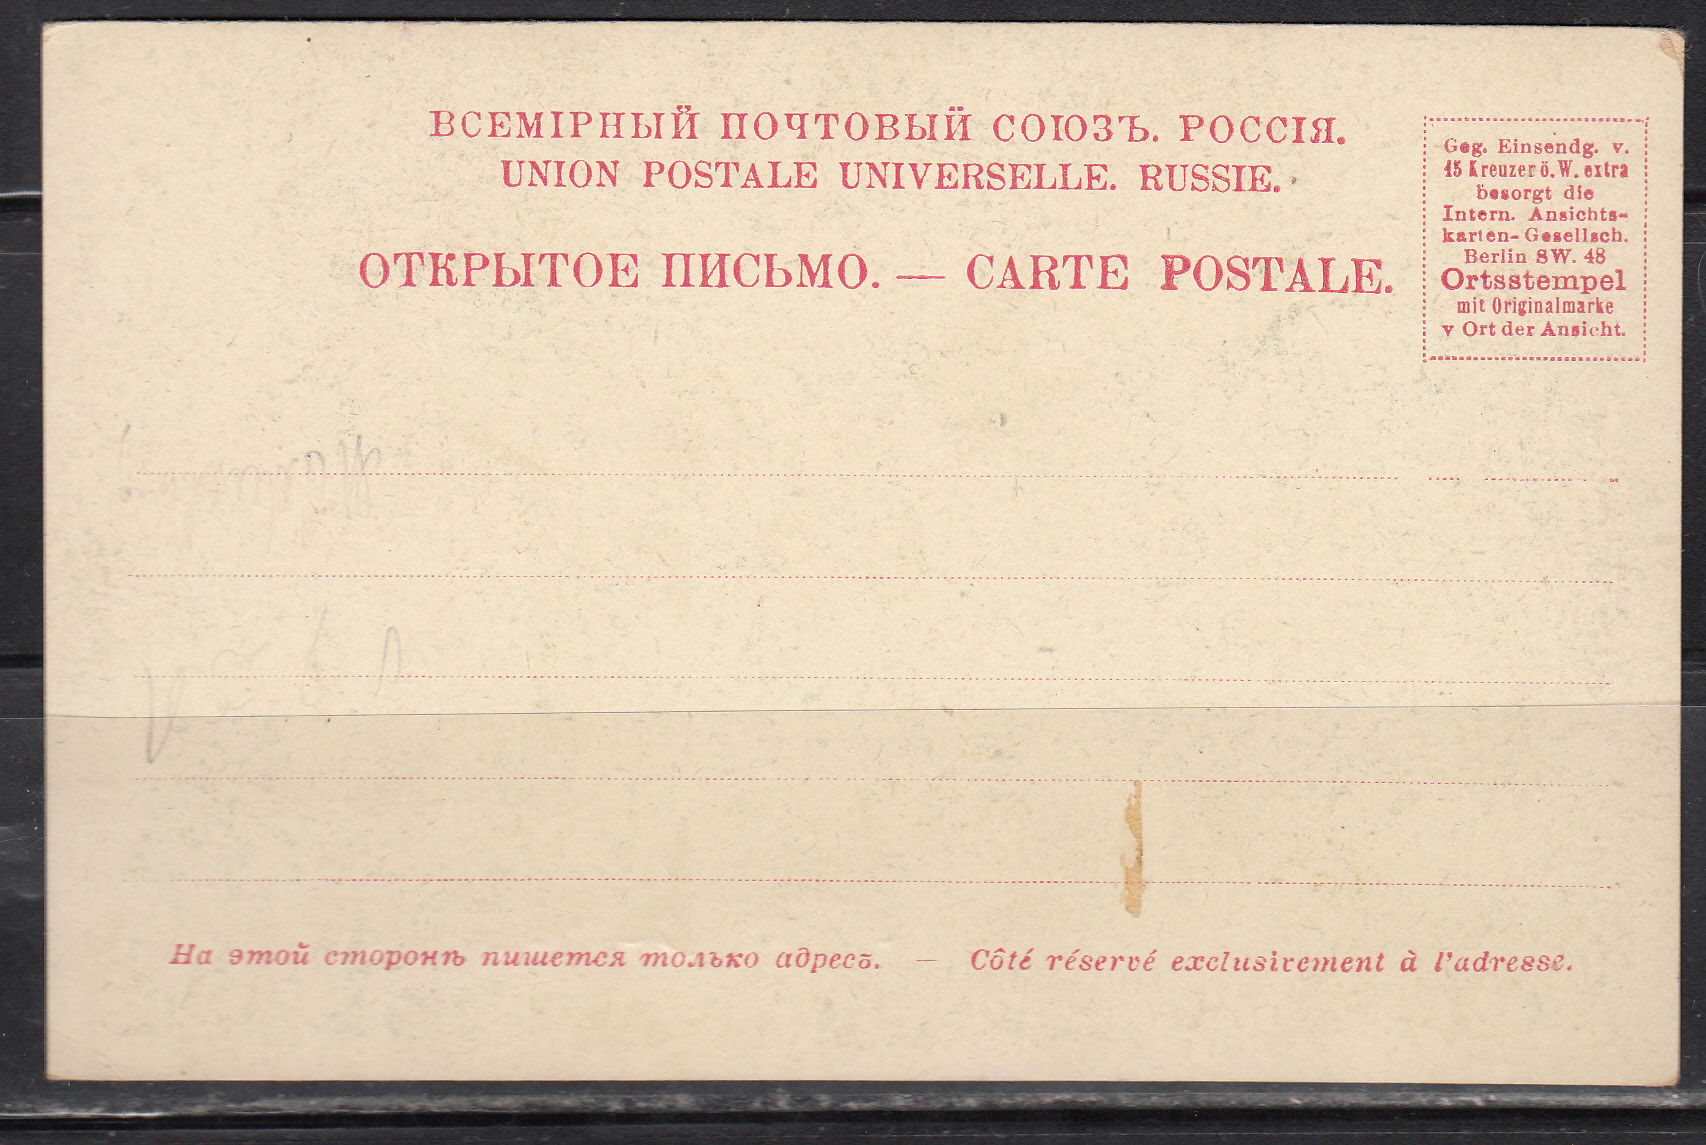 ВСЕМІРНЫЙ ПОЧТОВЫЙ СОЮЗЪ. РОССІЯ.
UNION POSTALE UNIVERSELLE. RUSSIE.
ОТКРЫТОЕ ПИСЬМО. — CARTE POSTALE.
Geg. Einsendg. v.
45 Kreuzer ö. W. extra
besorgt die
Intern. Ansichts-
karten-Gesellsch.
Berlin SW. 48
Ortsstempel
mit Originalmarke
v Ort der Ansicht.
На этой сторонѣ пишется только адресъ. — Côté réservé exclusivement à l'adresse.